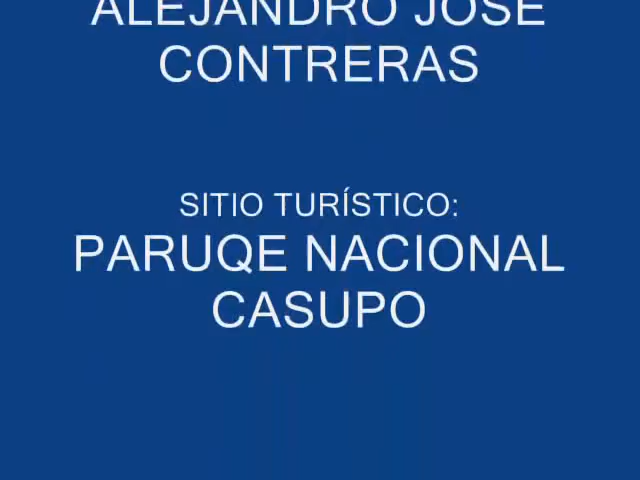 ALEJANDRO JOSE
CONTRERAS
SITIO TURÍSTICO:
PARUQE NACIONAL
CASUPO